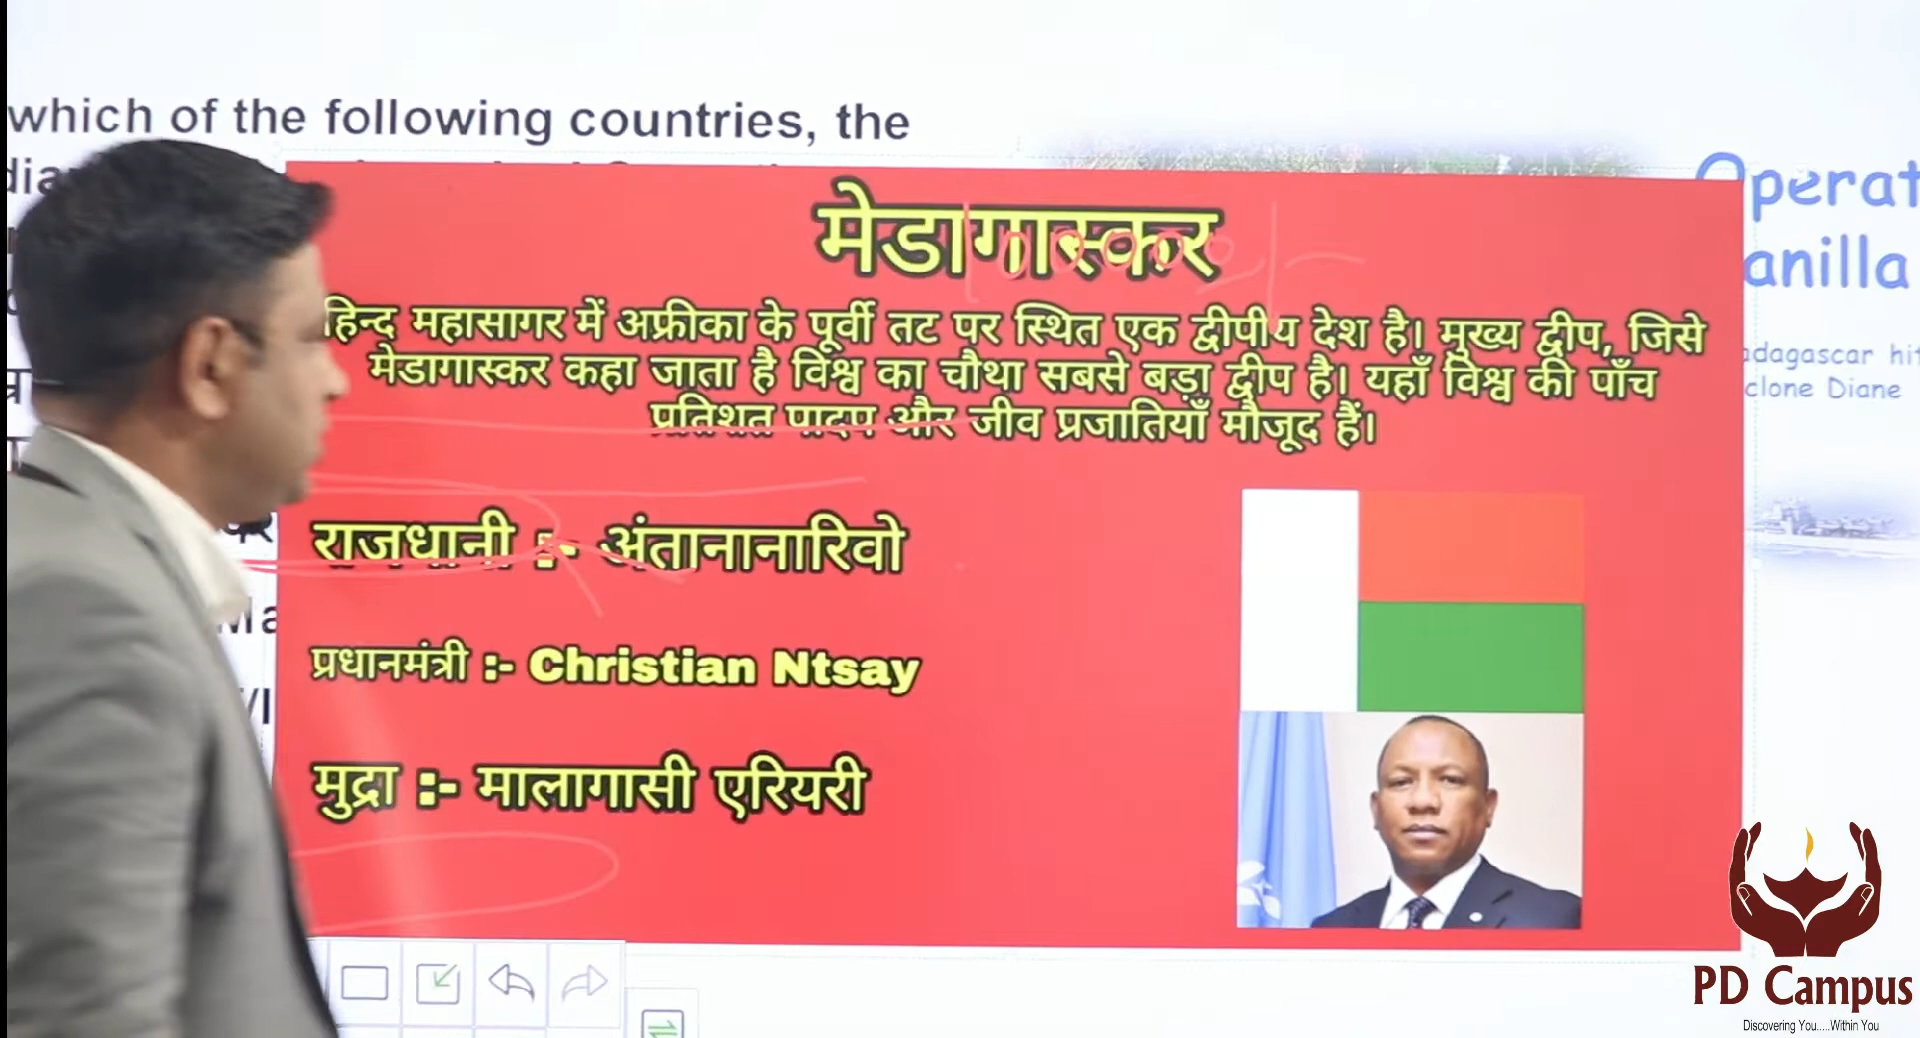 which of the following countries, the
मेडागास्कर
हिन्द महासागर में अफ्रीका के पूर्वी तट पर स्थित एक द्वीपीय देश है। मुख्य द्वीप, जिसे
मेडागास्कर कहा जाता है विश्व का चौथा सबसे बड़ा द्वीप है। यहाँ विश्व की पाँच
प्रतिशत पादप और जीव प्रजातियाँ मौजूद हैं।
राजधानी :- अंतानानारिवो
प्रधानमंत्री :- Christian Ntsay
मुद्रा :- मालागासी एरियरी
Operat
anilla
adagascar hit
clone Diane
PD Campus
Discovering You.....Within You